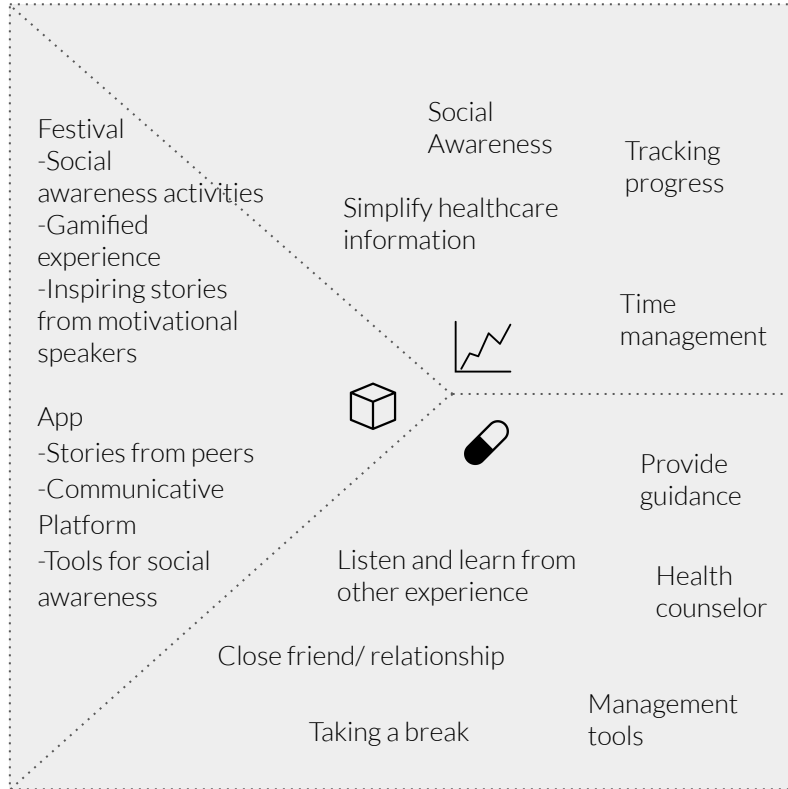 Festival
-Social
awareness activities
-Gamified
experience
-Inspiring stories
from motivational
speakers
App
-Stories from peers
-Communicative
Platform
-Tools for social
awareness
Social
Awareness
Tracking
progress
Simplify healthcare
information
Time
management
Provide
guidance
Listen and learn from
other experience
Health
counselor
Close friend/ relationship
Management
tools
Taking a break